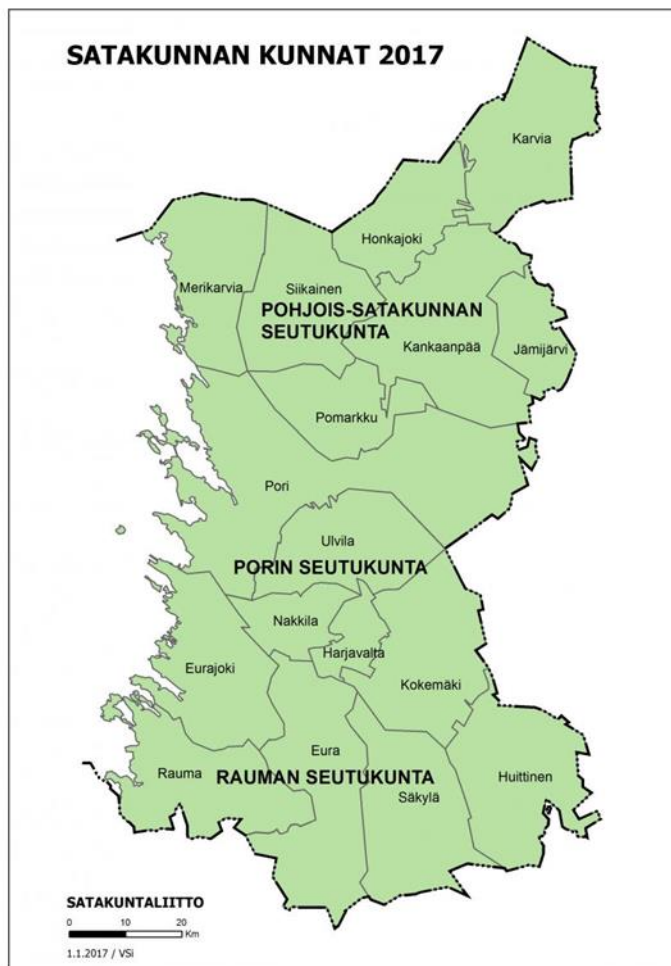 SATAKUNNAN KUNNAT 2017
Karvia
Honkajoki
Merikarvia
Siikainen
POHJOIS-SATAKUNNAN
SEUTUKUNTA
Kankaanpää
Jämijärvi
Pomarkku
Pori
Ulvila
PORIN SEUTUKUNTA
Nakkila
Harjavalta
Eurajoki
Kokemäki
Eura
Rauma
RAUMAN SEUTUKUNTA
Huittinen
Säkylä
SATAKUNTALIITTO
0 10 20
Km
1.1.2017 / VSi